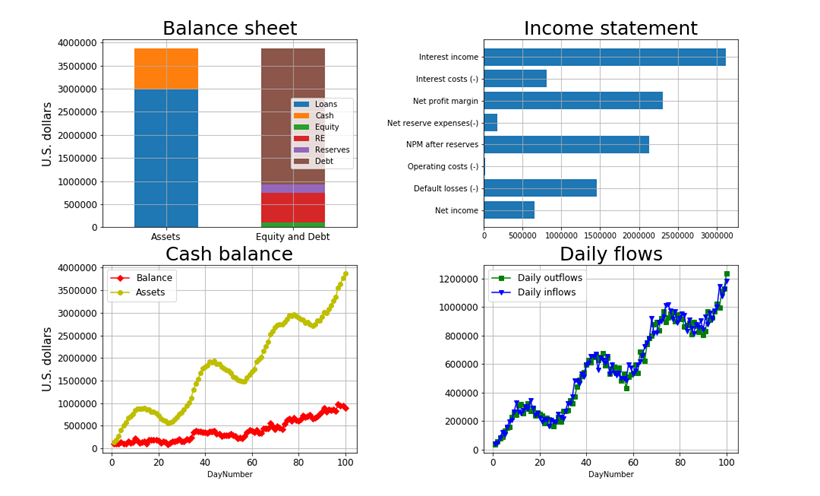 Balance sheet
4000000
3500000
3000000
2500000
2000000
1500000
1000000
500000
0
U.S. dollars
Loans
Cash
Equity
RE
Reserves
Debt
Assets
Equity and Debt
Income statement
Interest income
Interest costs (-)
Net profit margin
Net reserve expenses(-)
NPM after reserves
Operating costs (-)
Default losses (-)
Net income
0 500000 1000000 1500000 2000000 2500000 3000000
Cash balance
4000000
3500000
3000000
2500000
2000000
1500000
1000000
500000
0
U.S. dollars
Balance
Assets
0 20 40 60 80 100
DayNumber
Daily flows
1200000
1000000
800000
600000
400000
200000
0
Daily outflows
Daily inflows
0 20 40 60 80 100
DayNumber